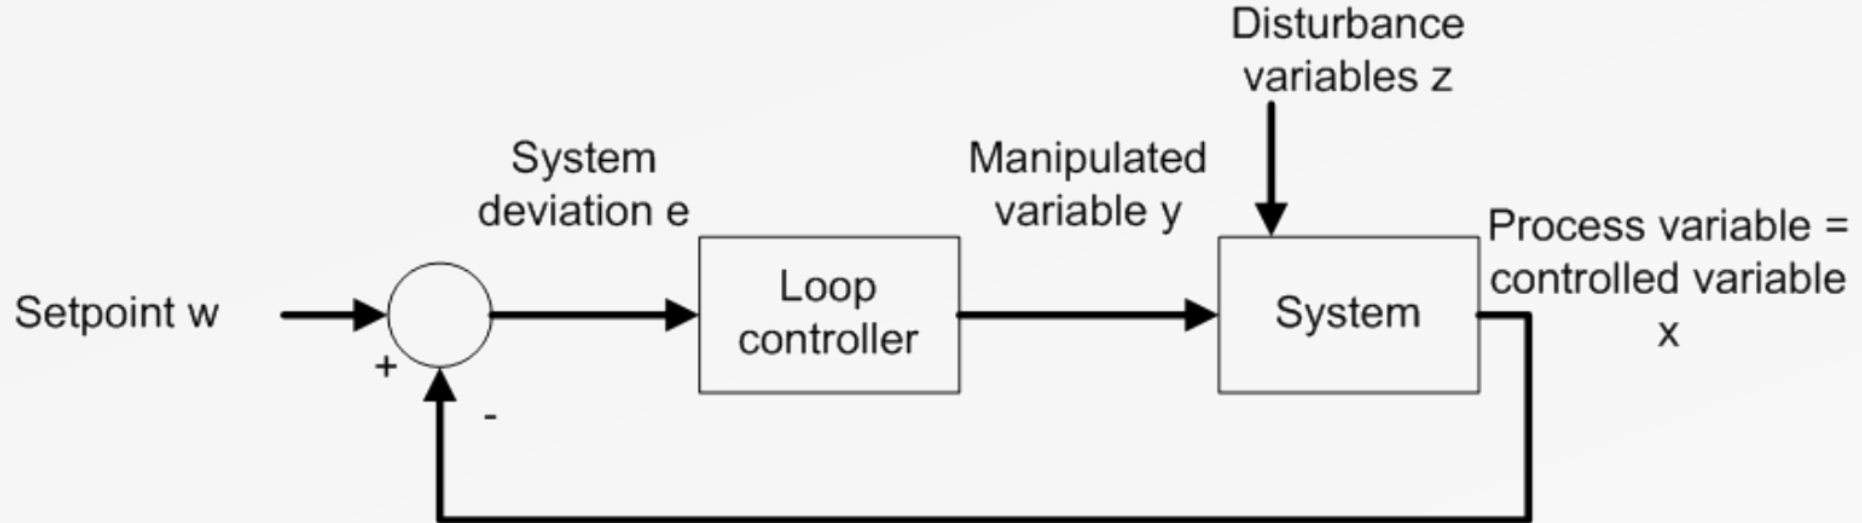 Disturbance
variables z
System
deviation e
Manipulated
variable y
Process variable =
controlled variable
x
Setpoint w
+
-
Loop
controller
System